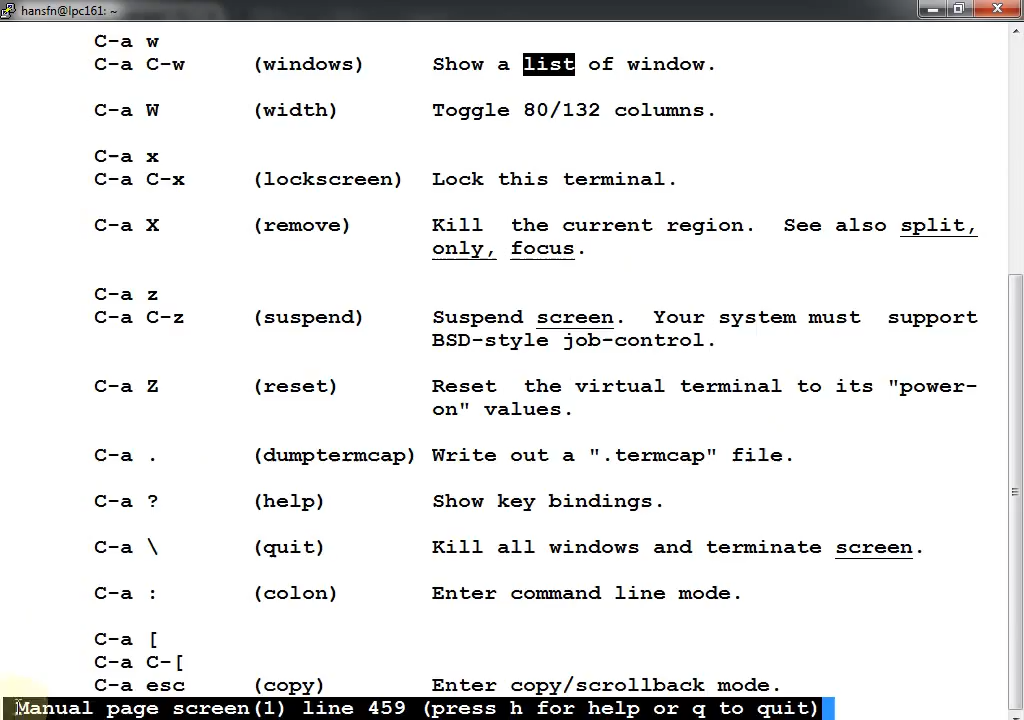 hansfn@lpc161: ~
C-a w
C-a C-w (windows) Show a list of window.
C-a W (width) Toggle 80/132 columns.
C-a x
C-a C-x (lockscreen) Lock this terminal.
C-a X (remove) Kill the current region. See also split,
only, focus.
C-a z
C-a C-z (suspend) Suspend screen. Your system must support
BSD-style job-control.
C-a Z (reset) Reset the virtual terminal to its "power-
on" values.
C-a . (dumptermcap) Write out a ".termcap" file.
C-a ? (help) Show key bindings.
C-a \ (quit) Kill all windows and terminate screen.
C-a : (colon) Enter command line mode.
C-a [
C-a C-[
C-a esc (copy) Enter copy/scrollback mode.
Manual page screen(1) line 459 (press h for help or q to quit)